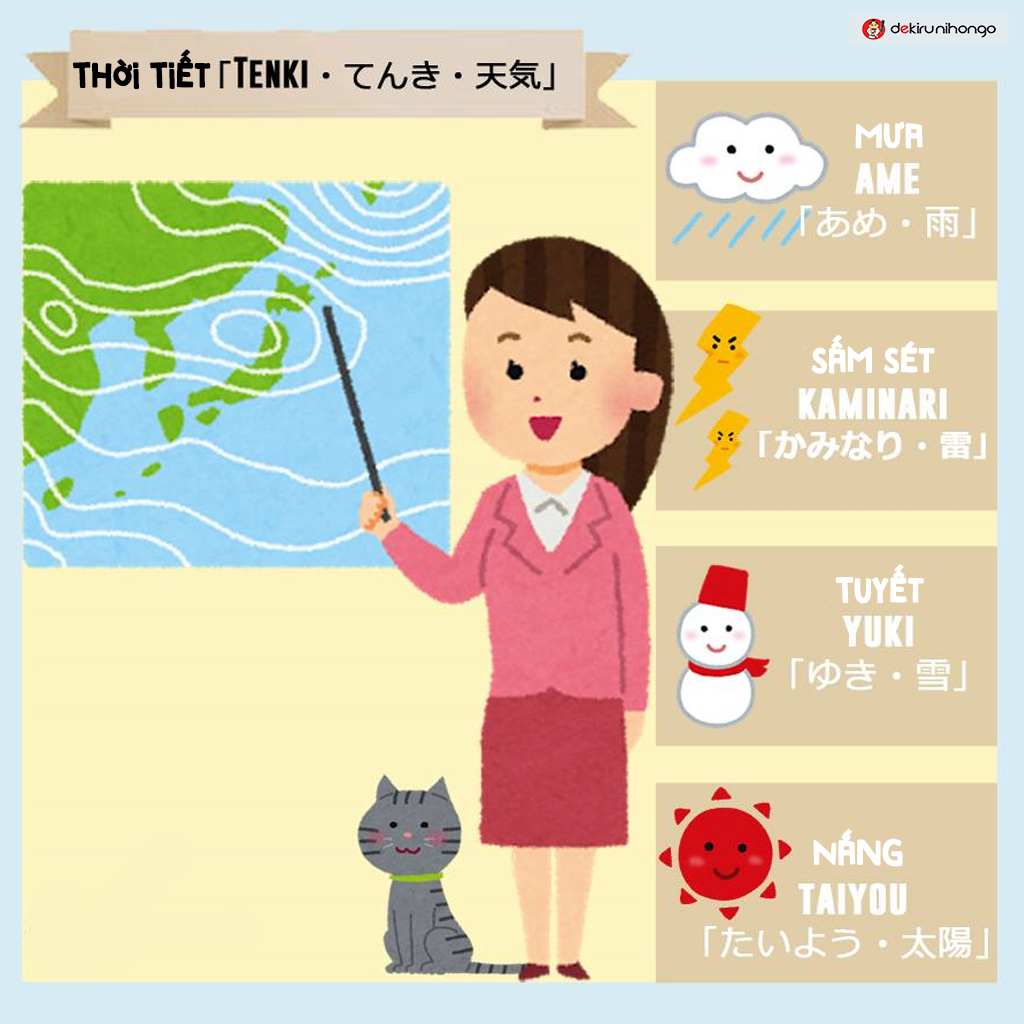 dekirunihongo
THỜI TIẾT「TENKI・てんき・天気」
MƯA
AME
「あめ・雨」
SẤM SÉT
KAMINARI
「かみなり・雷」
TUYẾT
YUKI
「ゆき・雪」
NẮNG
TAIYOU
「たいよう・太陽」